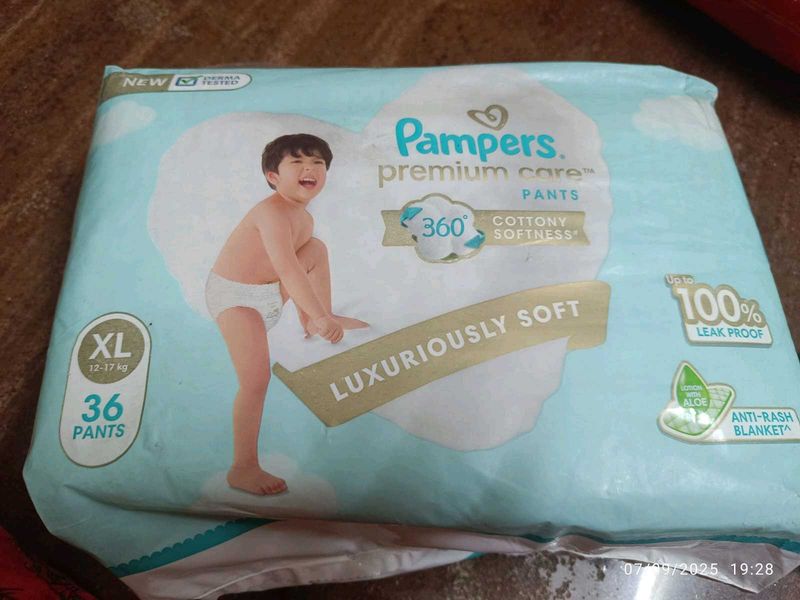 NEW DERMA TESTED
Pampers®
premium care™
PANTS
360°
COTTONY
SOFTNESS#
LUXURIOUSLY SOFT
Up to
100%
LEAK PROOF
XL
12-17 kg
36
PANTS
LOTION
WITH
ALOE
ANTI-RASH
BLANKET^
07/09/2025 19:28